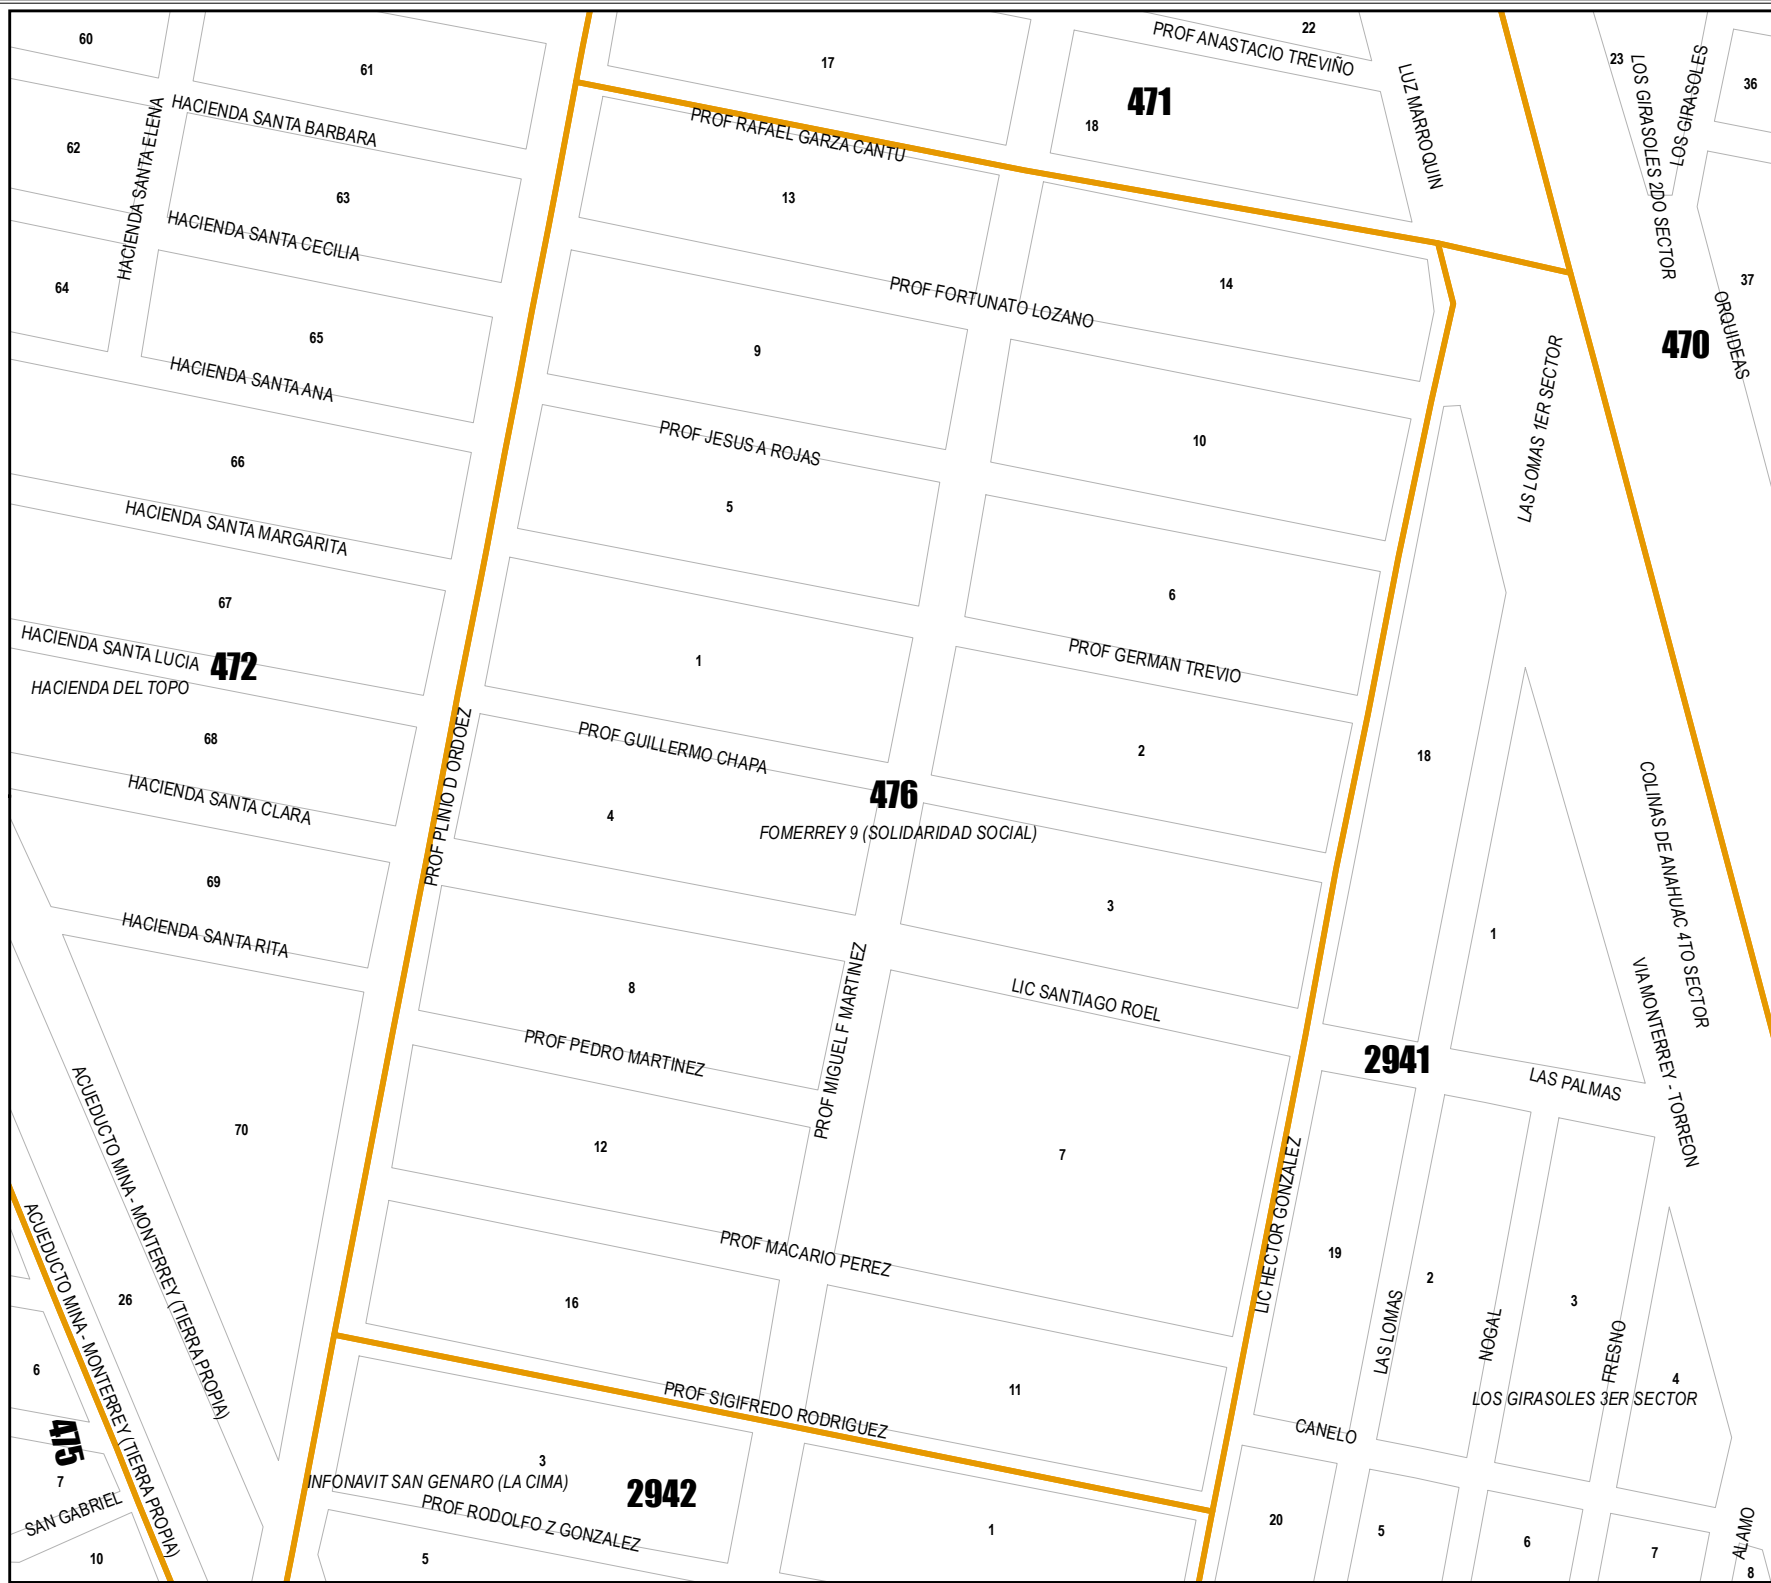 60
61
17
22
PROF ANASTACIO TREVIÑO
23
LOS GIRASOLES 2DO SECTOR
LOS GIRASOLES
36
LUZ MARROQUIN
471
18
HACIENDA SANTA BARBARA
HACIENDA SANTA ELENA
PROF RAFAEL GARZA CANTU
62
63
13
HACIENDA SANTA CECILIA
64
PROF FORTUNATO LOZANO
14
37
ORQUIDEAS
470
65
9
HACIENDA SANTA ANA
LAS LOMAS 1ER SECTOR
PROF JESUS A ROJAS
10
66
5
HACIENDA SANTA MARGARITA
67
6
HACIENDA SANTA LUCIA
472
1
PROF GERMAN TREVIO
HACIENDA DEL TOPO
68
PROF PLINIO D ORDOEZ
PROF GUILLERMO CHAPA
2
18
HACIENDA SANTA CLARA
476
4
FOMERREY 9 (SOLIDARIDAD SOCIAL)
COLINAS DE ANAHUAC 4TO SECTOR
69
3
1
HACIENDA SANTA RITA
8
PROF MIGUEL F MARTINEZ
LIC SANTIAGO ROEL
VIA MONTERREY - TORREON
PROF PEDRO MARTINEZ
2941
LAS PALMAS
ACUEDUCTO MINA - MONTERREY (TIERRA PROPIA)
70
12
7
LIC HECTOR GONZALEZ
PROF MACARIO PEREZ
19
2
ACUEDUCTO MINA - MONTERREY (TIERRA PROPIA)
26
16
3
LAS LOMAS
NOGAL
FRESNO
6
PROF SIGIFREDO RODRIGUEZ
11
4
LOS GIRASOLES 3ER SECTOR
475
CANELO
3
7
INFONAVIT SAN GENARO (LA CIMA)
2942
SAN GABRIEL
PROF RODOLFO Z GONZALEZ
10
5
1
20
5
6
7
ALAMO
8